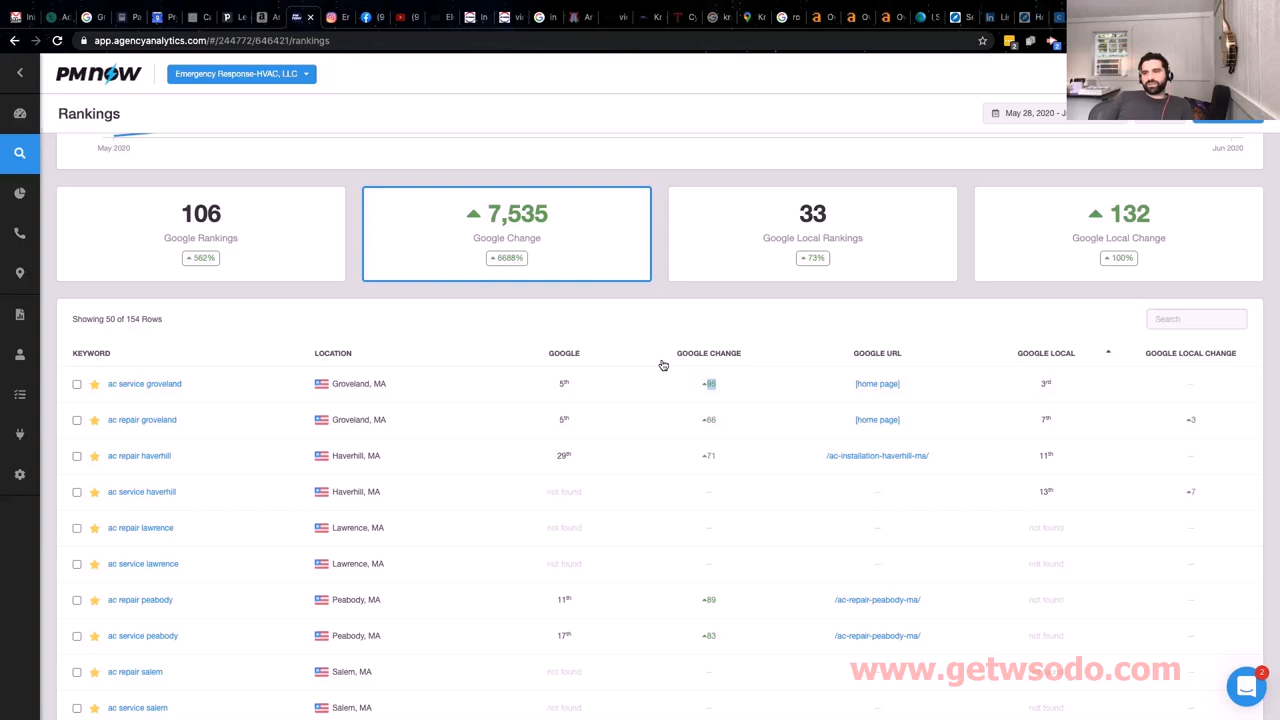 app.agencyanalytics.com/#/244772/646421/rankings
PMNOW
Emergency Response-HVAC, LLC
Rankings
May 28, 2020 - J
May 2020
Jun 2020
106
7,535
33
132
Google Rankings
Google Change
Google Local Rankings
Google Local Change
562%
6688%
73%
100%
Showing 50 of 154 Rows
Search
KEYWORD LOCATION GOOGLE GOOGLE CHANGE GOOGLE URL GOOGLE LOCAL GOOGLE LOCAL CHANGE
ac service groveland Groveland, MA 5th 95 [home page] 3rd —
ac repair groveland Groveland, MA 5th 66 [home page] 7th 3
ac repair haverhill Haverhill, MA 29th 71 /ac-installation-haverhill-ma/ 11th —
ac service haverhill Haverhill, MA not found — — 13th 7
ac repair lawrence Lawrence, MA not found — — not found —
ac service lawrence Lawrence, MA not found — — not found —
ac repair peabody Peabody, MA 11th 89 /ac-repair-peabody-ma/ not found —
ac service peabody Peabody, MA 17th 83 /ac-repair-peabody-ma/ not found —
ac repair salem Salem, MA not found — — not found —
ac service salem Salem, MA not found — — not found —
www.getwsodo.com
2